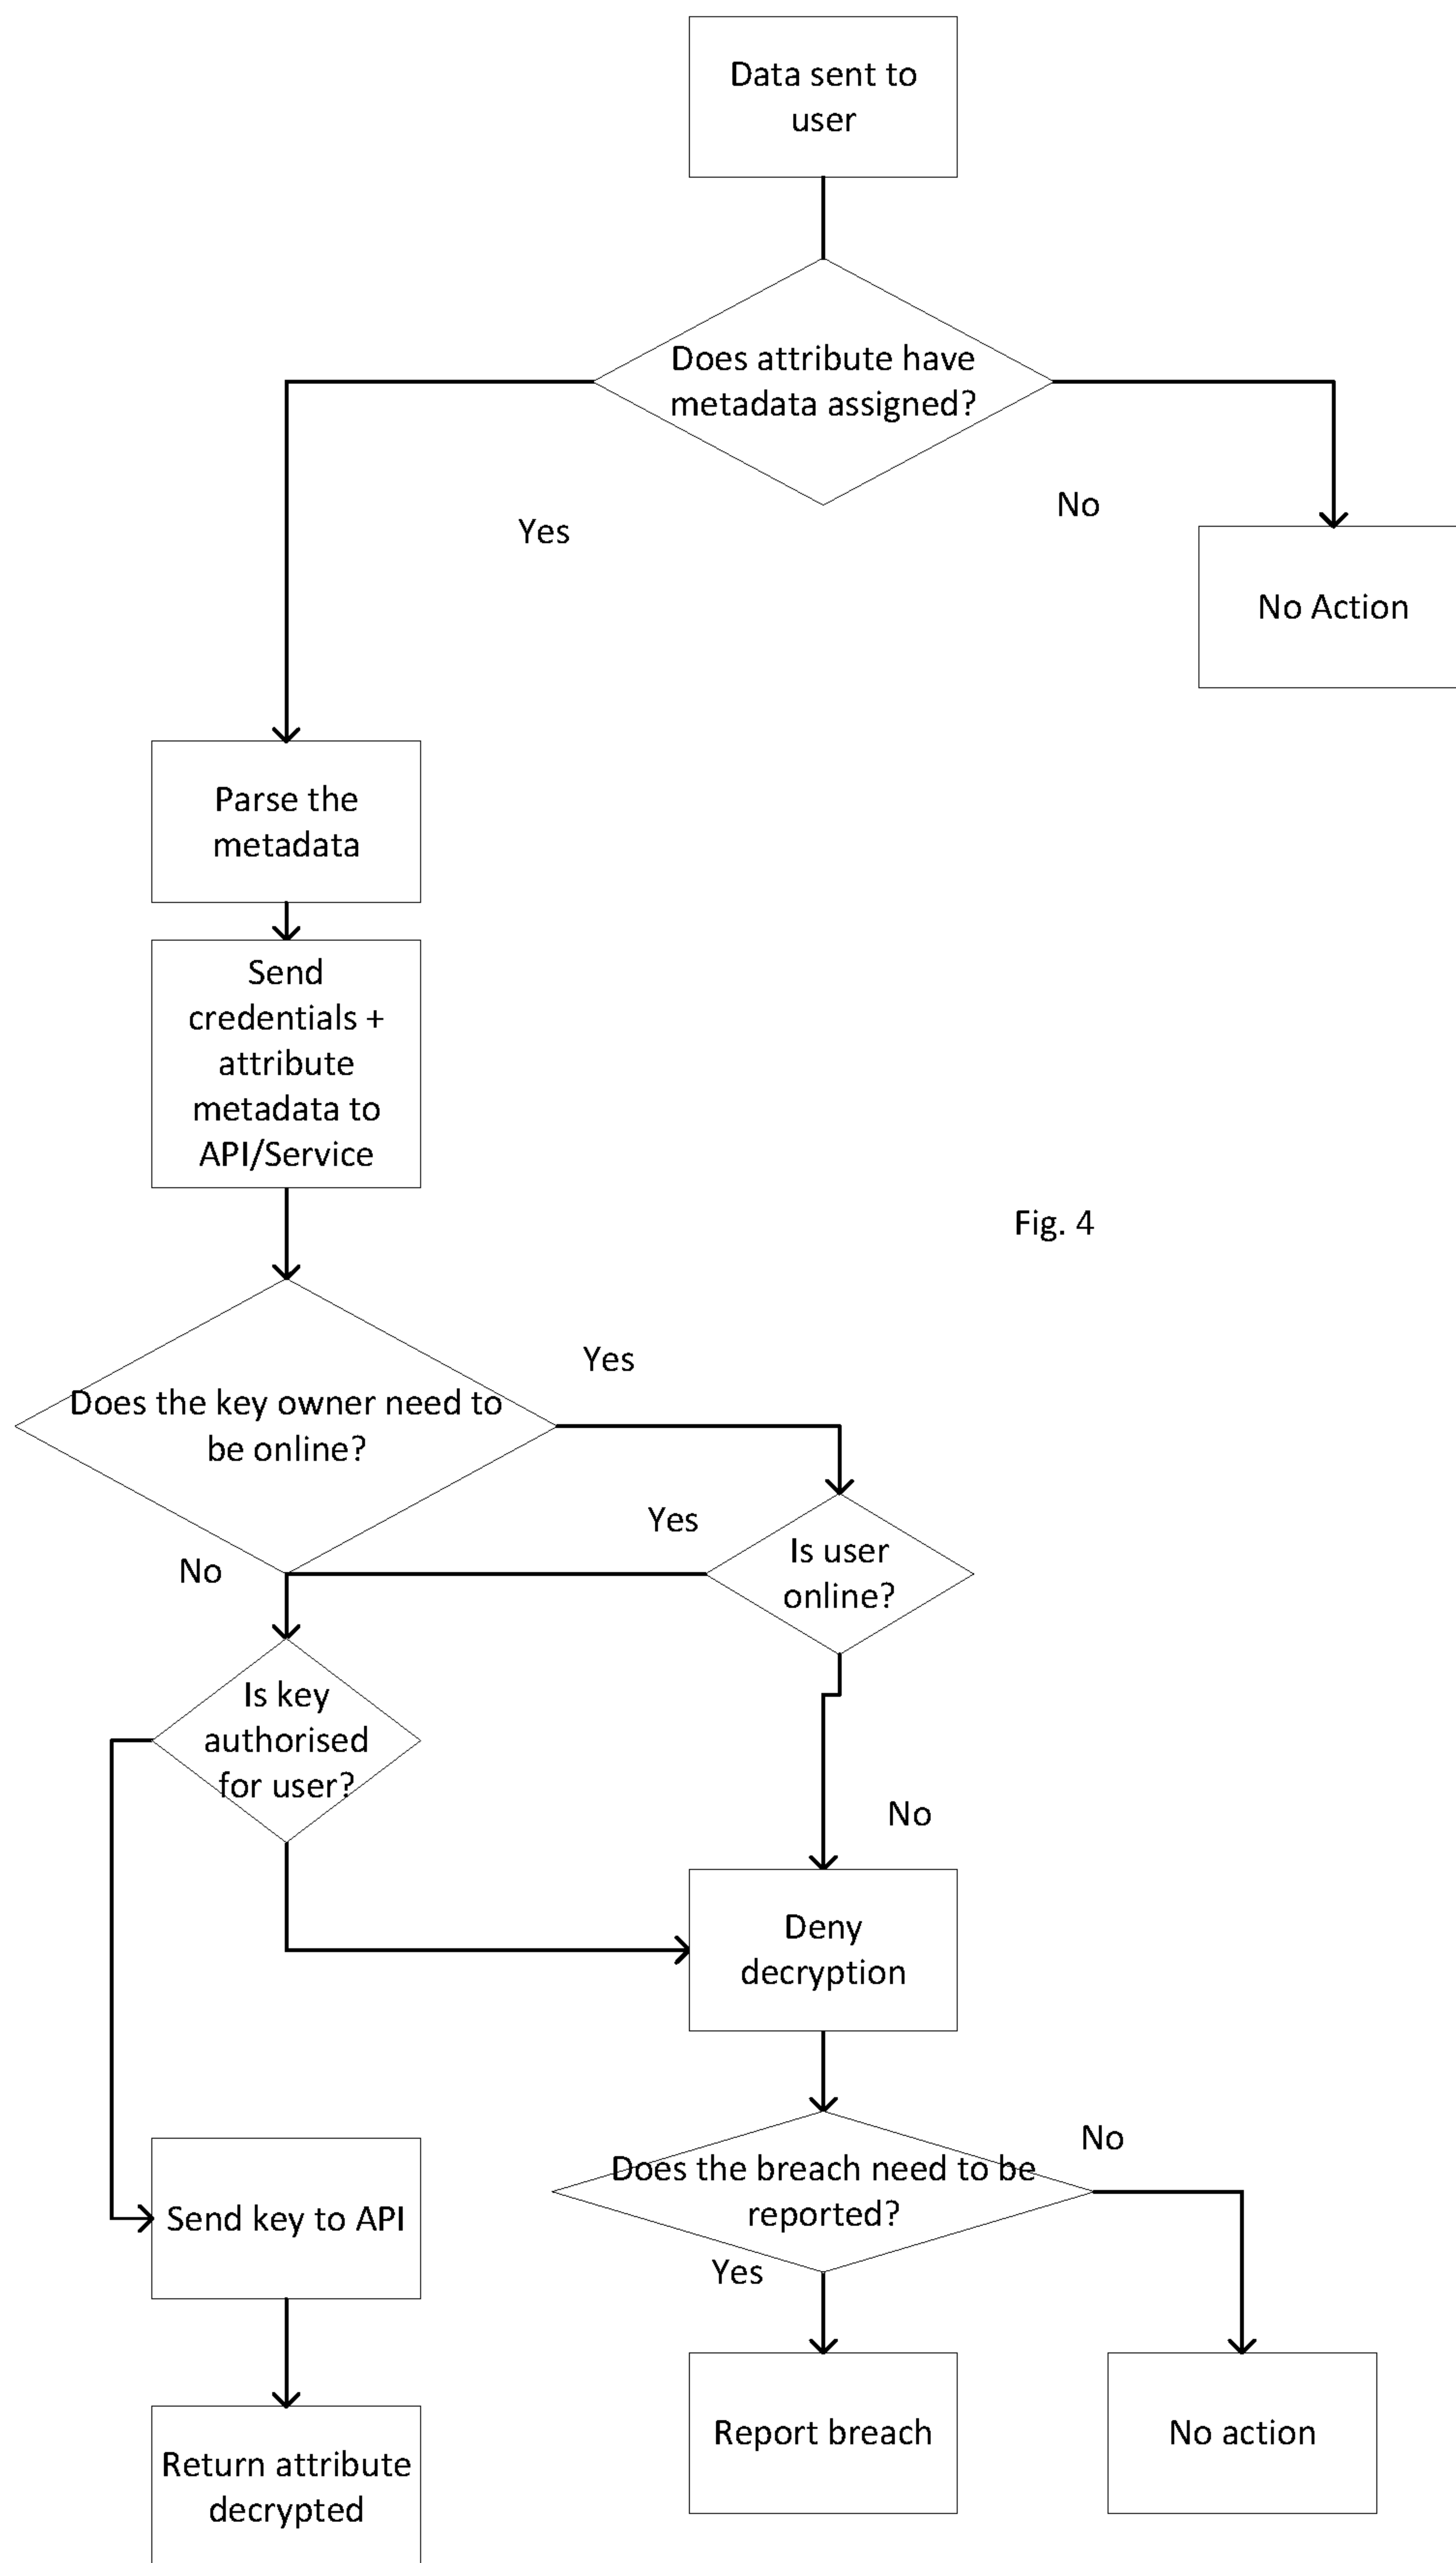 Data sent to
user
Does attribute have
metadata assigned?
Yes
No
No Action
Parse the
metadata
Send
credentials +
attribute
metadata to
API/Service
Fig. 4
Does the key owner need to
be online?
Yes
Yes
Is user
online?
No
Is key
authorised
for user?
No
Deny
decryption
Does the breach need to be
reported?
No
Yes
Send key to API
Report breach
No action
Return attribute
decrypted